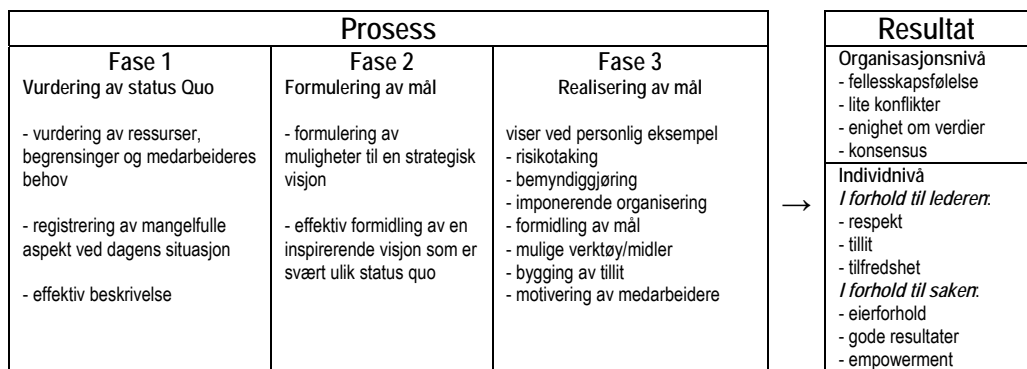 Prosess
Fase 1
Vurdering av status Quo
- vurdering av ressurser,
begrensinger og medarbeideres
behov
- registrering av mangelfulle
aspekt ved dagens situasjon
- effektiv beskrivelse
Fase 2
Formulering av mål
- formulering av
muligheter til en strategisk
visjon
- effektiv formidling av en
inspirerende visjon som er
svært ulik status quo
Fase 3
Realisering av mål
viser ved personlig eksempel
- risikotaking
- bemyndiggjøring
- imponerende organisering
- formidling av mål
- mulige verktøy/midler
- bygging av tillit
- motivering av medarbeidere
→
Resultat
Organisasjonsnivå
- fellesskapsfølelse
- lite konflikter
- enighet om verdier
- konsensus
Individnivå
I forhold til lederen:
- respekt
- tillit
- tilfredshet
I forhold til saken:
- eierforhold
- gode resultater
- empowerment